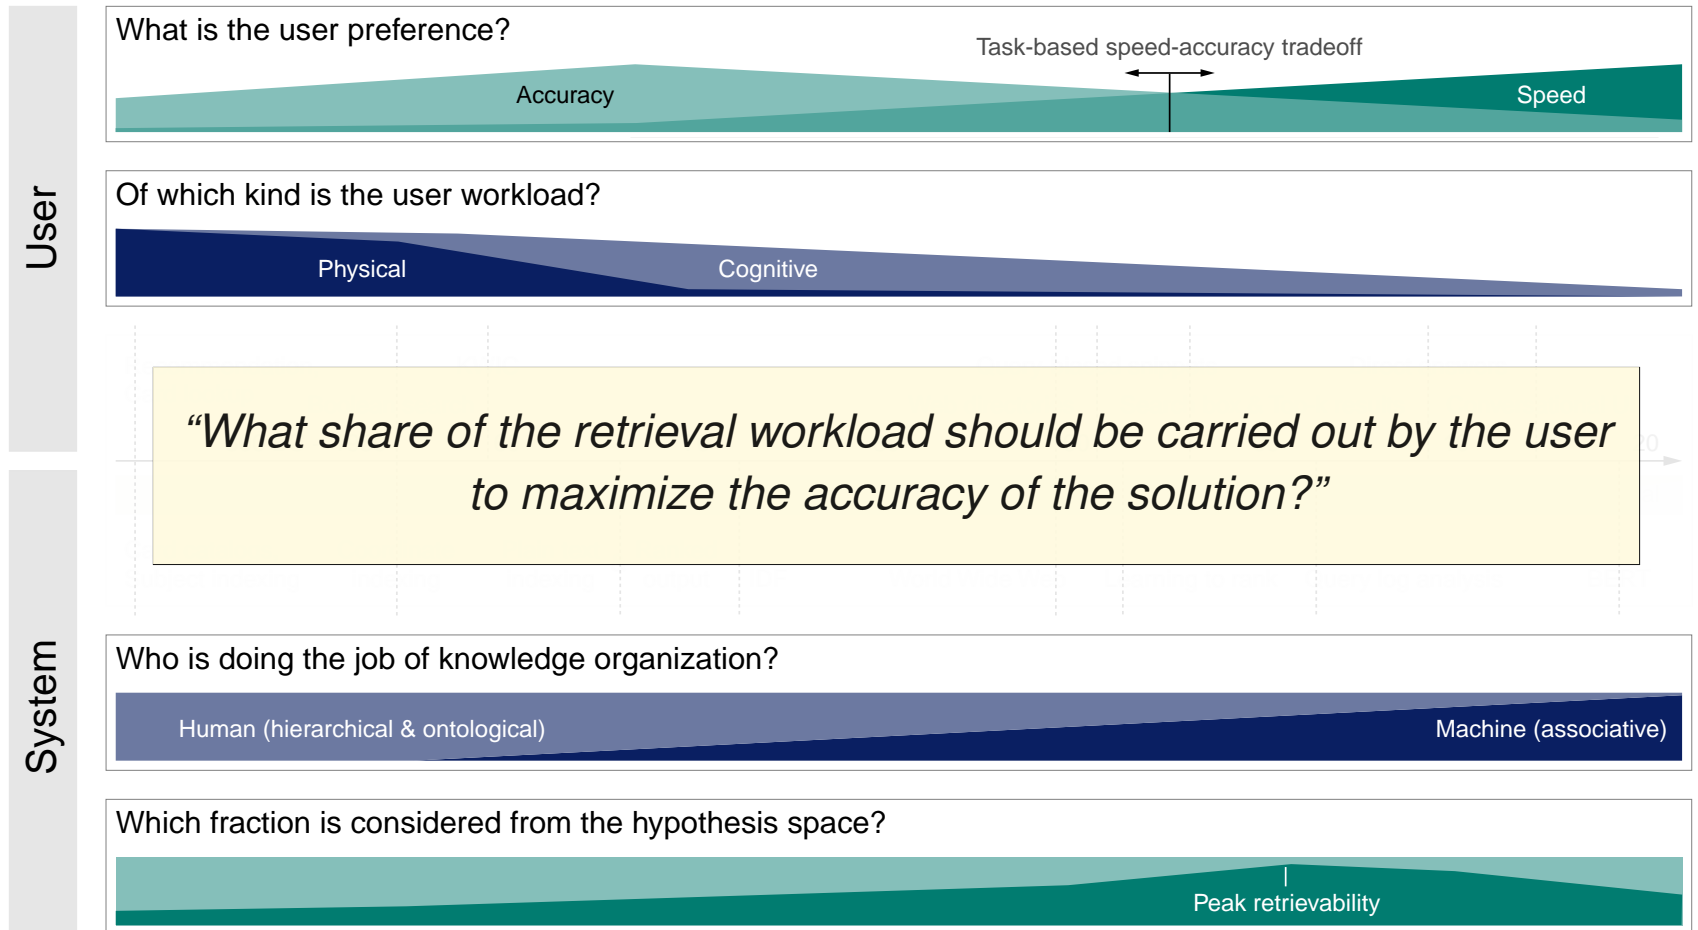 User
What is the user preference?
Task-based speed-accuracy tradeoff
Accuracy
Speed
Of which kind is the user workload?
Physical
Cognitive
“What share of the retrieval workload should be carried out by the user
to maximize the accuracy of the solution?”
20
System
Who is doing the job of knowledge organization?
Human (hierarchical & ontological)
Machine (associative)
Which fraction is considered from the hypothesis space?
Peak retrievability